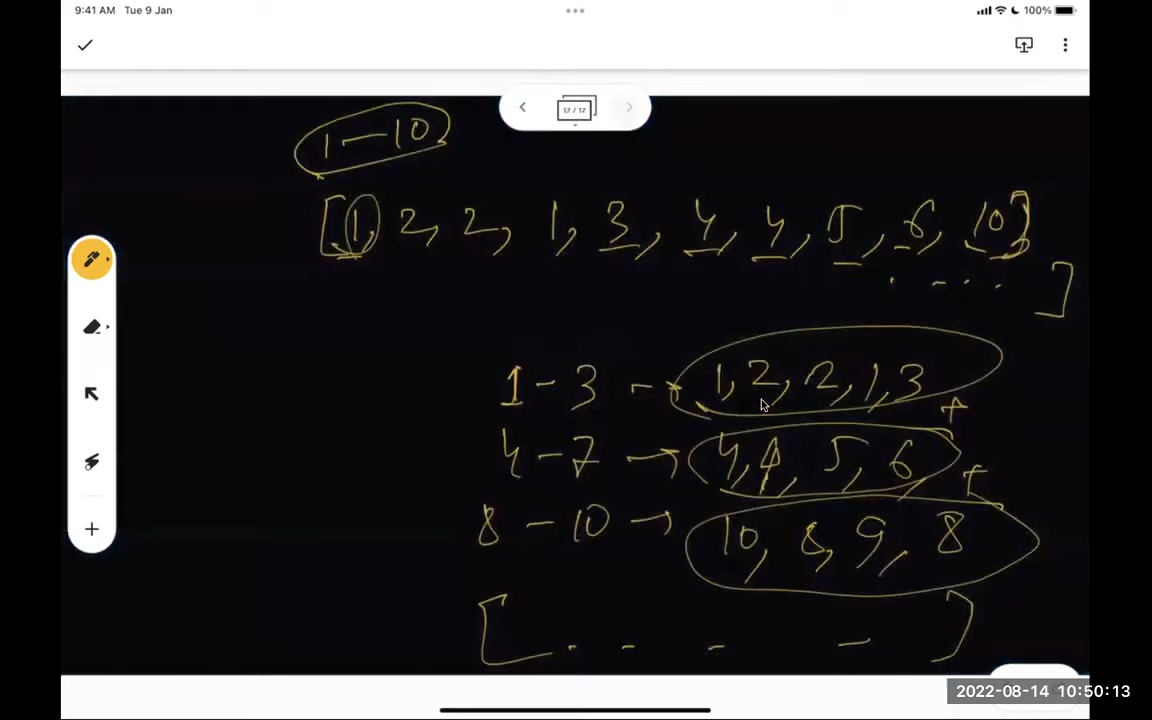 9:41 AM Tue 9 Jan
100%
12 / 12
1 - 10
[1, 2, 2, 1, 3, 4, 4, 5, 6, 10]
. . . . ]
1 - 3 → 1, 2, 2, 1, 3
+
4 - 7 → 4, 4, 5, 6
8 - 10 → 10, 8, 9, 8
[ . . . - ]
2022-08-14 10:50:13